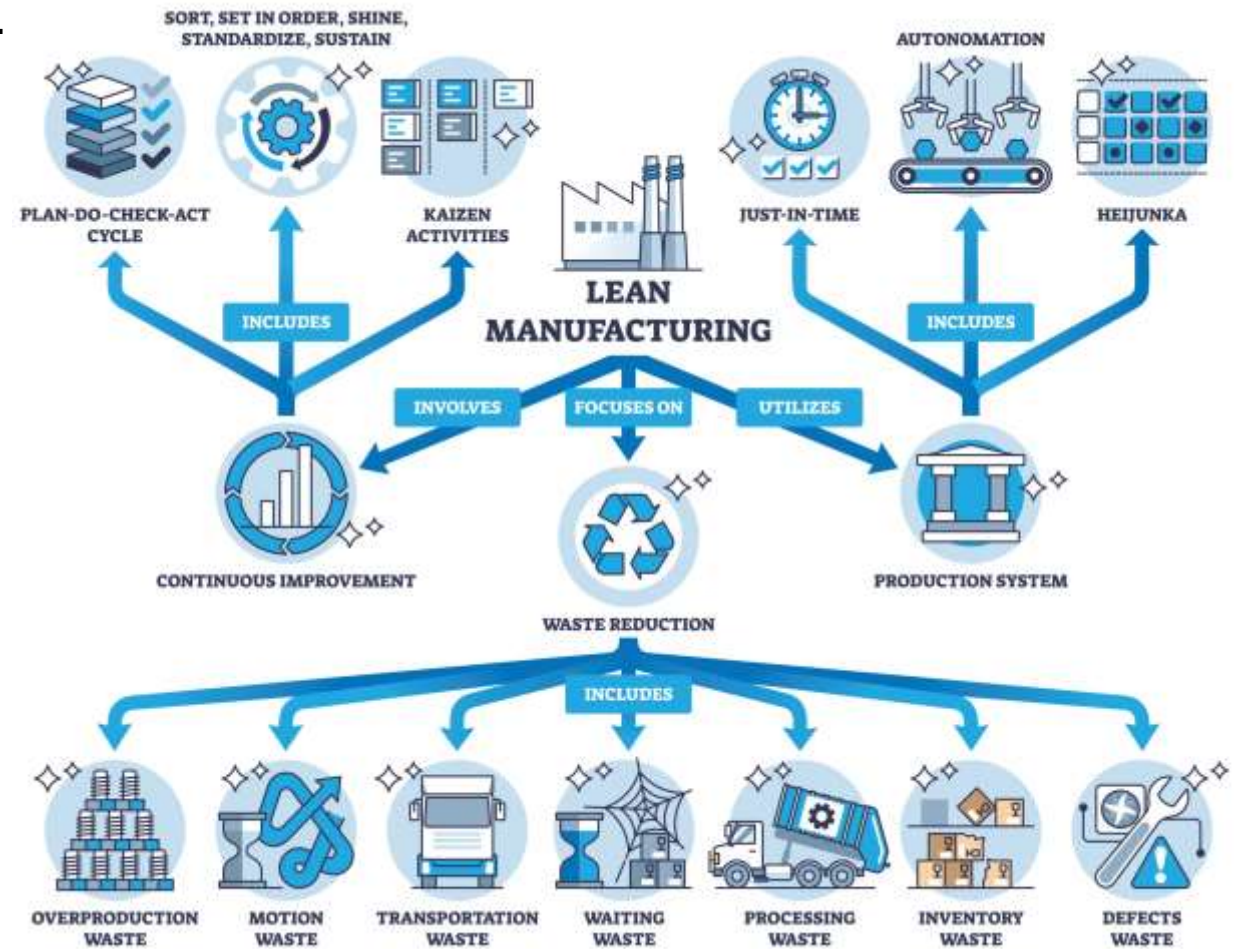 SORT, SET IN ORDER, SHINE,
STANDARDIZE, SUSTAIN
AUTONOMATION
PLAN-DO-CHECK-ACT
CYCLE
KAIZEN
ACTIVITIES
JUST-IN-TIME
HEIJUNKA
INCLUDES
INCLUDES
LEAN
MANUFACTURING
INVOLVES
FOCUSES ON
UTILIZES
CONTINUOUS IMPROVEMENT
PRODUCTION SYSTEM
WASTE REDUCTION
INCLUDES
OVERPRODUCTION
WASTE
MOTION
WASTE
TRANSPORTATION
WASTE
WAITING
WASTE
PROCESSING
WASTE
INVENTORY
WASTE
DEFECTS
WASTE